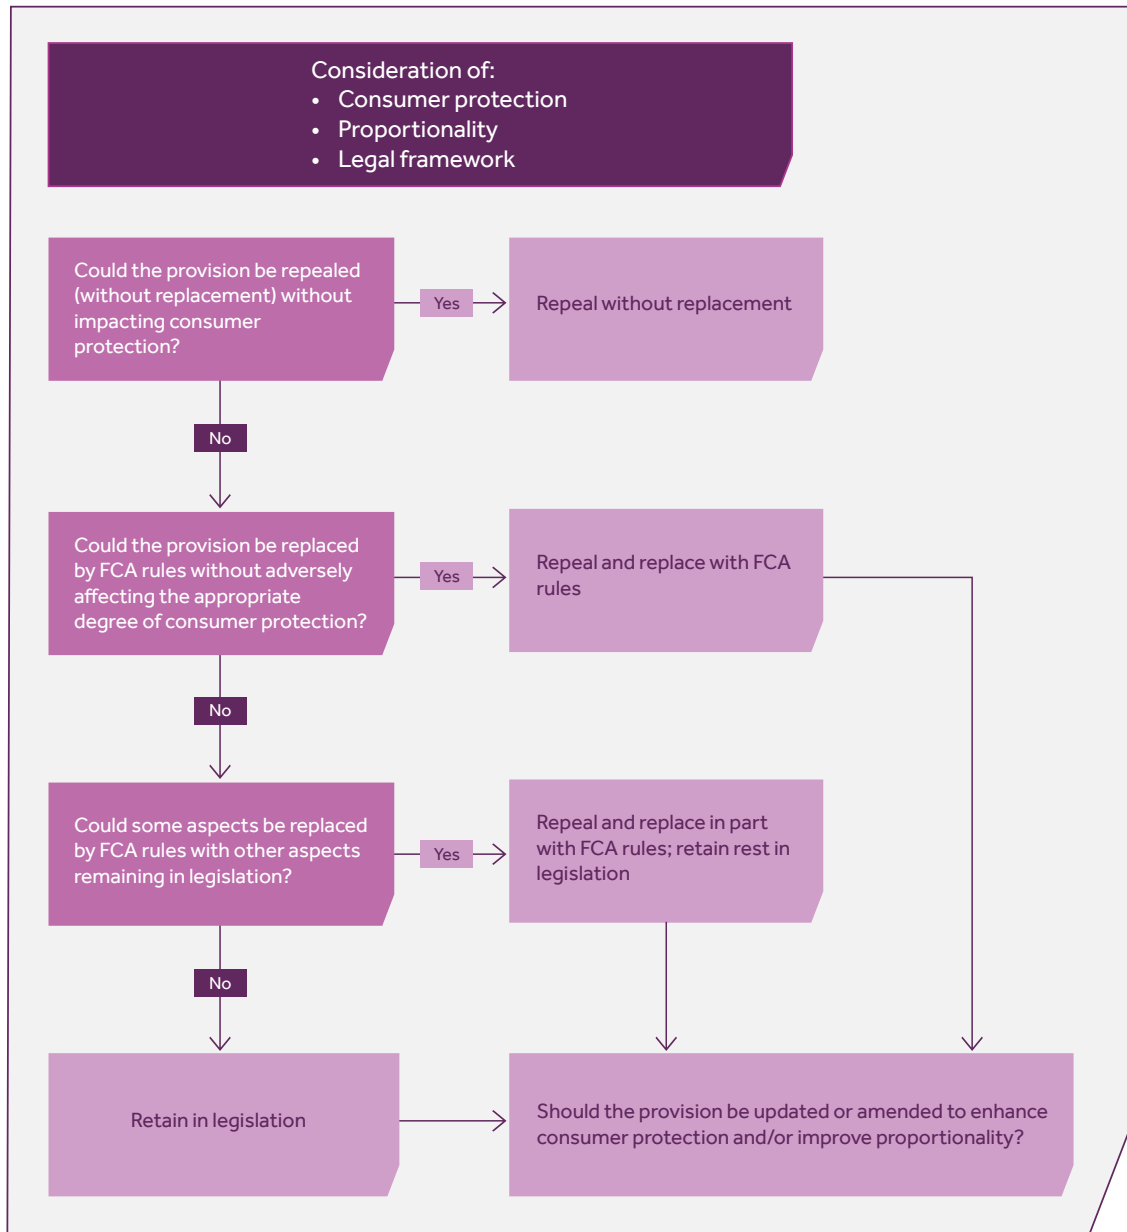 Consideration of:
• Consumer protection
• Proportionality
• Legal framework
Could the provision be repealed
(without replacement) without
impacting consumer
protection?
Yes
Repeal without replacement
No
Could the provision be replaced
by FCA rules without adversely
affecting the appropriate
degree of consumer protection?
Yes
Repeal and replace with FCA
rules
No
Could some aspects be replaced
by FCA rules with other aspects
remaining in legislation?
Yes
Repeal and replace in part
with FCA rules; retain rest in
legislation
No
Retain in legislation
Should the provision be updated or amended to enhance
consumer protection and/or improve proportionality?